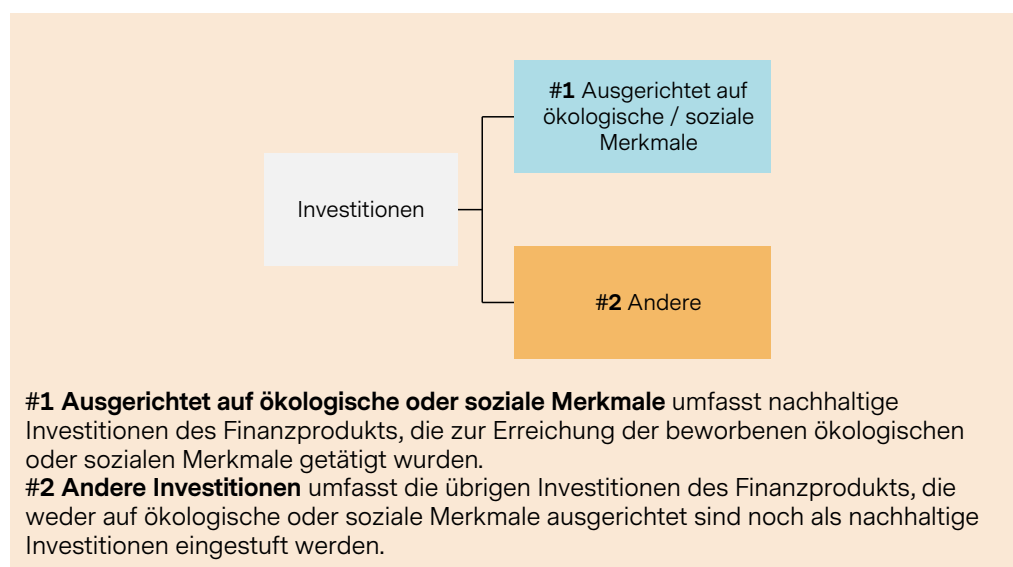 #1 Ausgerichtet auf
ökologische / soziale
Merkmale
Investitionen
#2 Andere
#1 Ausgerichtet auf ökologische oder soziale Merkmale umfasst nachhaltige
Investitionen des Finanzprodukts, die zur Erreichung der beworbenen ökologischen
oder sozialen Merkmale getätigt wurden.
#2 Andere Investitionen umfasst die übrigen Investitionen des Finanzprodukts, die
weder auf ökologische oder soziale Merkmale ausgerichtet sind noch als nachhaltige
Investitionen eingestuft werden.